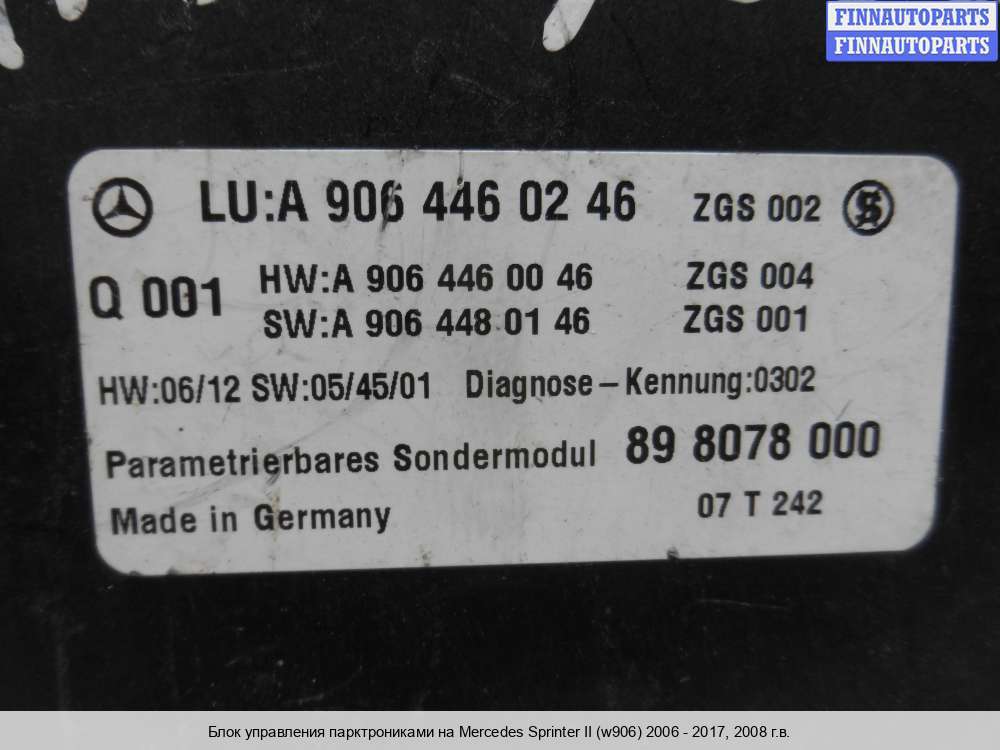 FINNAUTOPARTS
FINNAUTOPARTS
LU:A 906 446 02 46 ZGS 002
Q 001
HW:A 906 446 00 46 ZGS 004
SW:A 906 448 01 46 ZGS 001
HW:06/12 SW:05/45/01 Diagnose – Kennung:0302
Parametrierbares Sondermodul 89 8078 000
Made in Germany 07 T 242
Блок управления парктрониками на Mercedes Sprinter II (w906) 2006 - 2017, 2008 г.в.